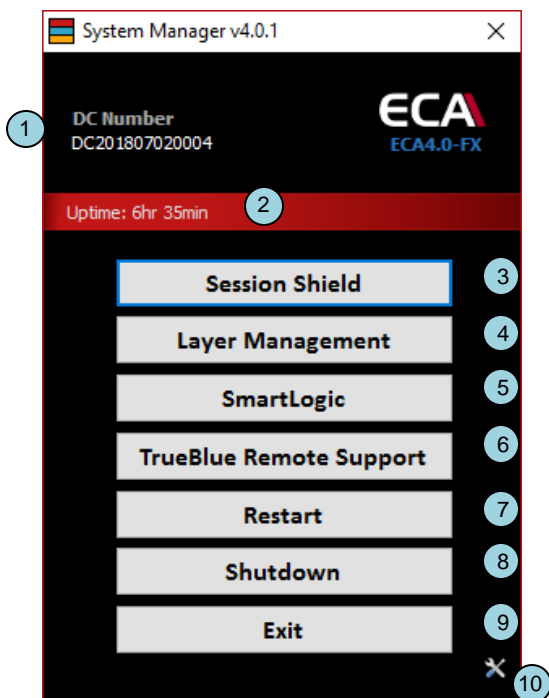 System Manager v4.0.1
1
DC Number
DC201807020004
ECA
ECA4.0-FX
Uptime: 6hr 35min
2
Session Shield
3
Layer Management
4
SmartLogic
5
TrueBlue Remote Support
6
Restart
7
Shutdown
8
Exit
9
10